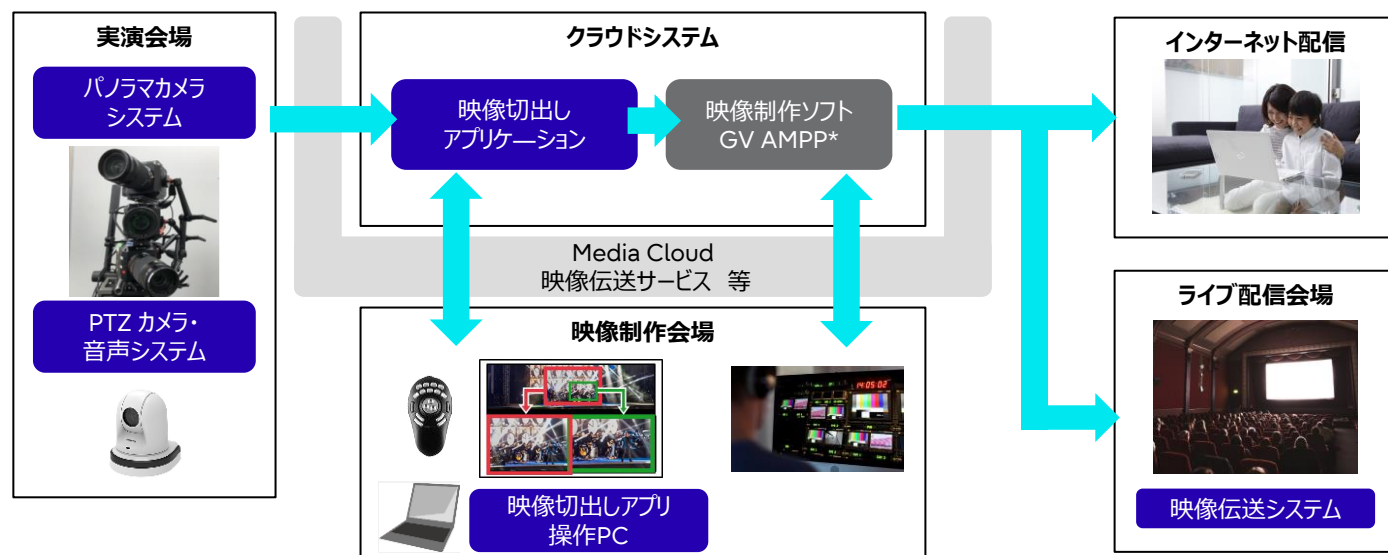 実演会場
パノラマカメラ
システム
PTZ カメラ・
音声システム
クラウドシステム
映像切出し
アプリケーション
映像制作ソフト
GV AMPP*
Media Cloud
映像伝送サービス 等
映像制作会場
14:05:02
映像切出しアプリ
操作PC
インターネット配信
ライブ配信会場
映像伝送システム